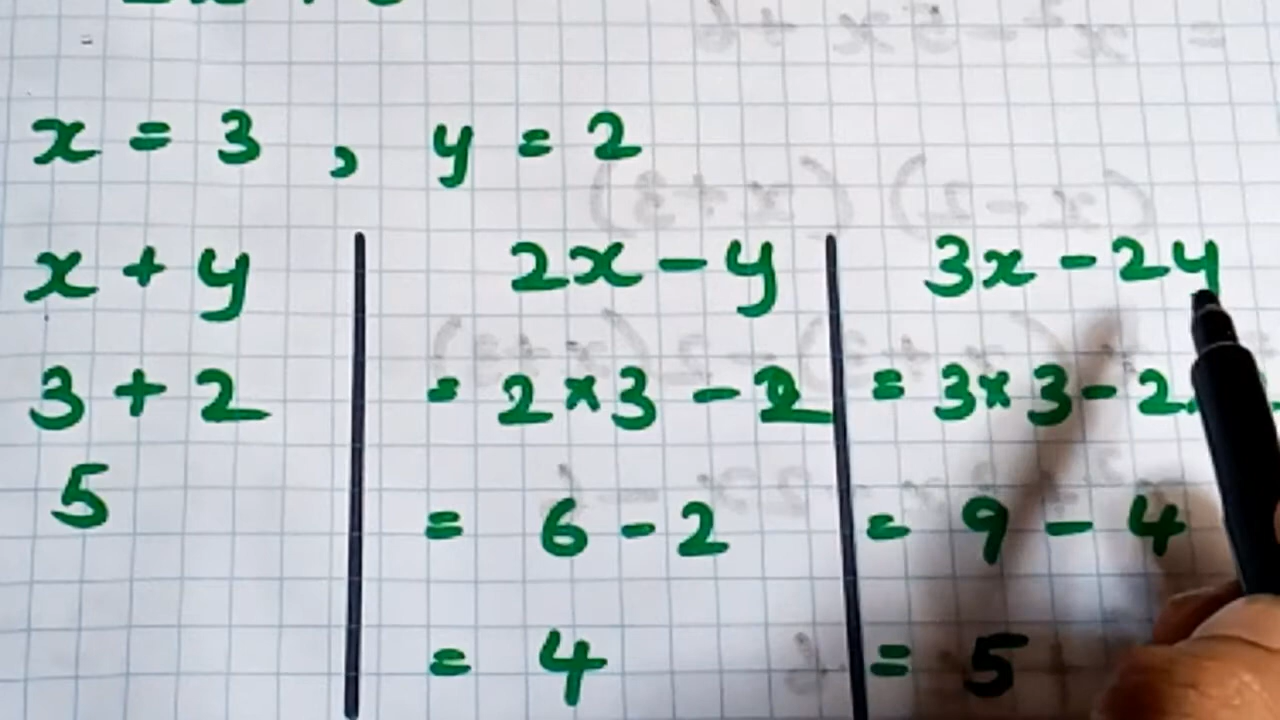 x = 3 , y = 2
x + y
3 + 2
5
2x - y
= 2 × 3 - 2
= 6 - 2
= 4
3x - 2y
= 3 × 3 - 2
= 9 - 4
= 5